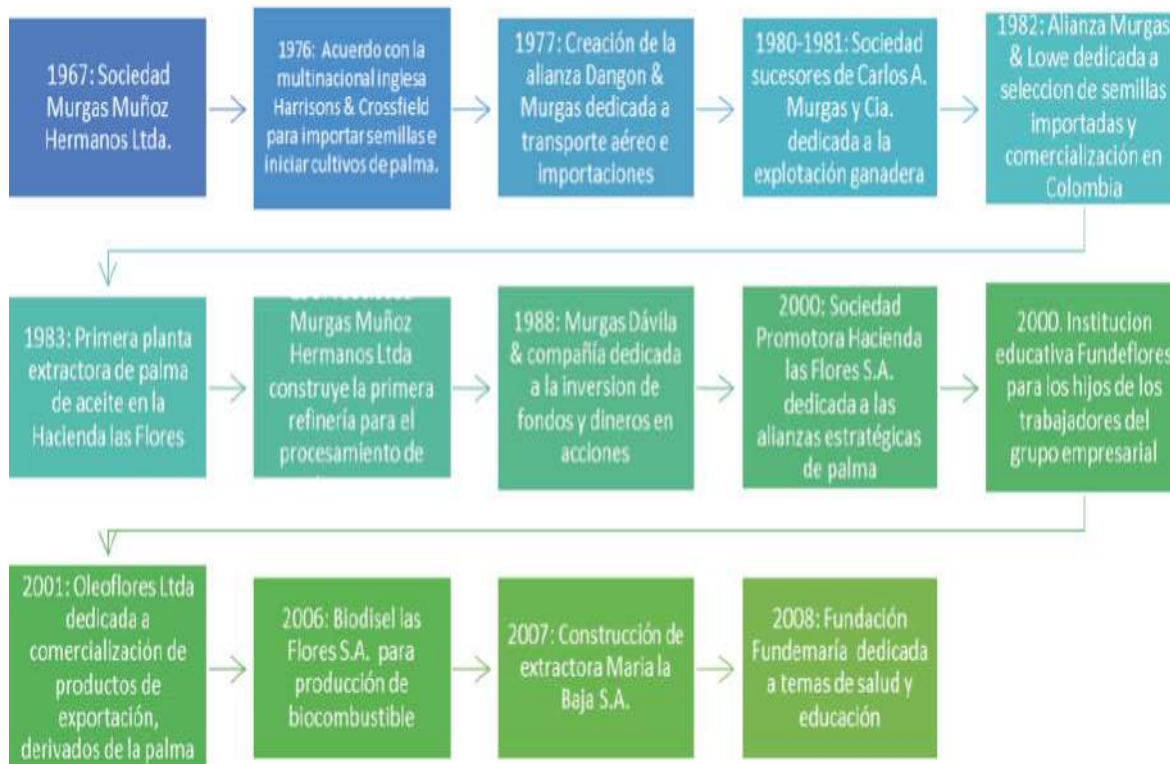 1967: Sociedad
Murgas Muñoz
Hermanos Ltda.
1976: Acuerdo con la
multinacional inglesa
Harrisons & Crossfield
para importar semillas e
iniciar cultivos de palma.
1977: Creación de la
alianza Dangon &
Murgas dedicada a
transporte aéreo e
importaciones
1980-1981: Sociedad
sucesores de Carlos A.
Murgas y Cia.
dedicada a la
explotación ganadera
1982: Alianza Murgas
& Lowe dedicada a
seleccion de semillas
importadas y
comercialización en
Colombia
1983: Primera planta
extractora de palma
de aceite en la
Hacienda las Flores
Murgas Muñoz
Hermanos Ltda
construye la primera
refinería para el
procesamiento de
1988: Murgas Dávila
& compañía dedicada
a la inversion de
fondos y dineros en
acciones
2000: Sociedad
Promotora Hacienda
las Flores S.A.
dedicada a las
alianzas estratégicas
de palma
2000. Institucion
educativa Fundeflores
para los hijos de los
trabajadores del
grupo empresarial
2001: Oleoflores Ltda
dedicada a
comercialización de
productos de
exportación,
derivados de la palma
2006: Biodisel las
Flores S.A. para
producción de
biocombustible
2007: Construcción de
extractora Maria la
Baja S.A.
2008: Fundación
Fundemaría dedicada
a temas de salud y
educación